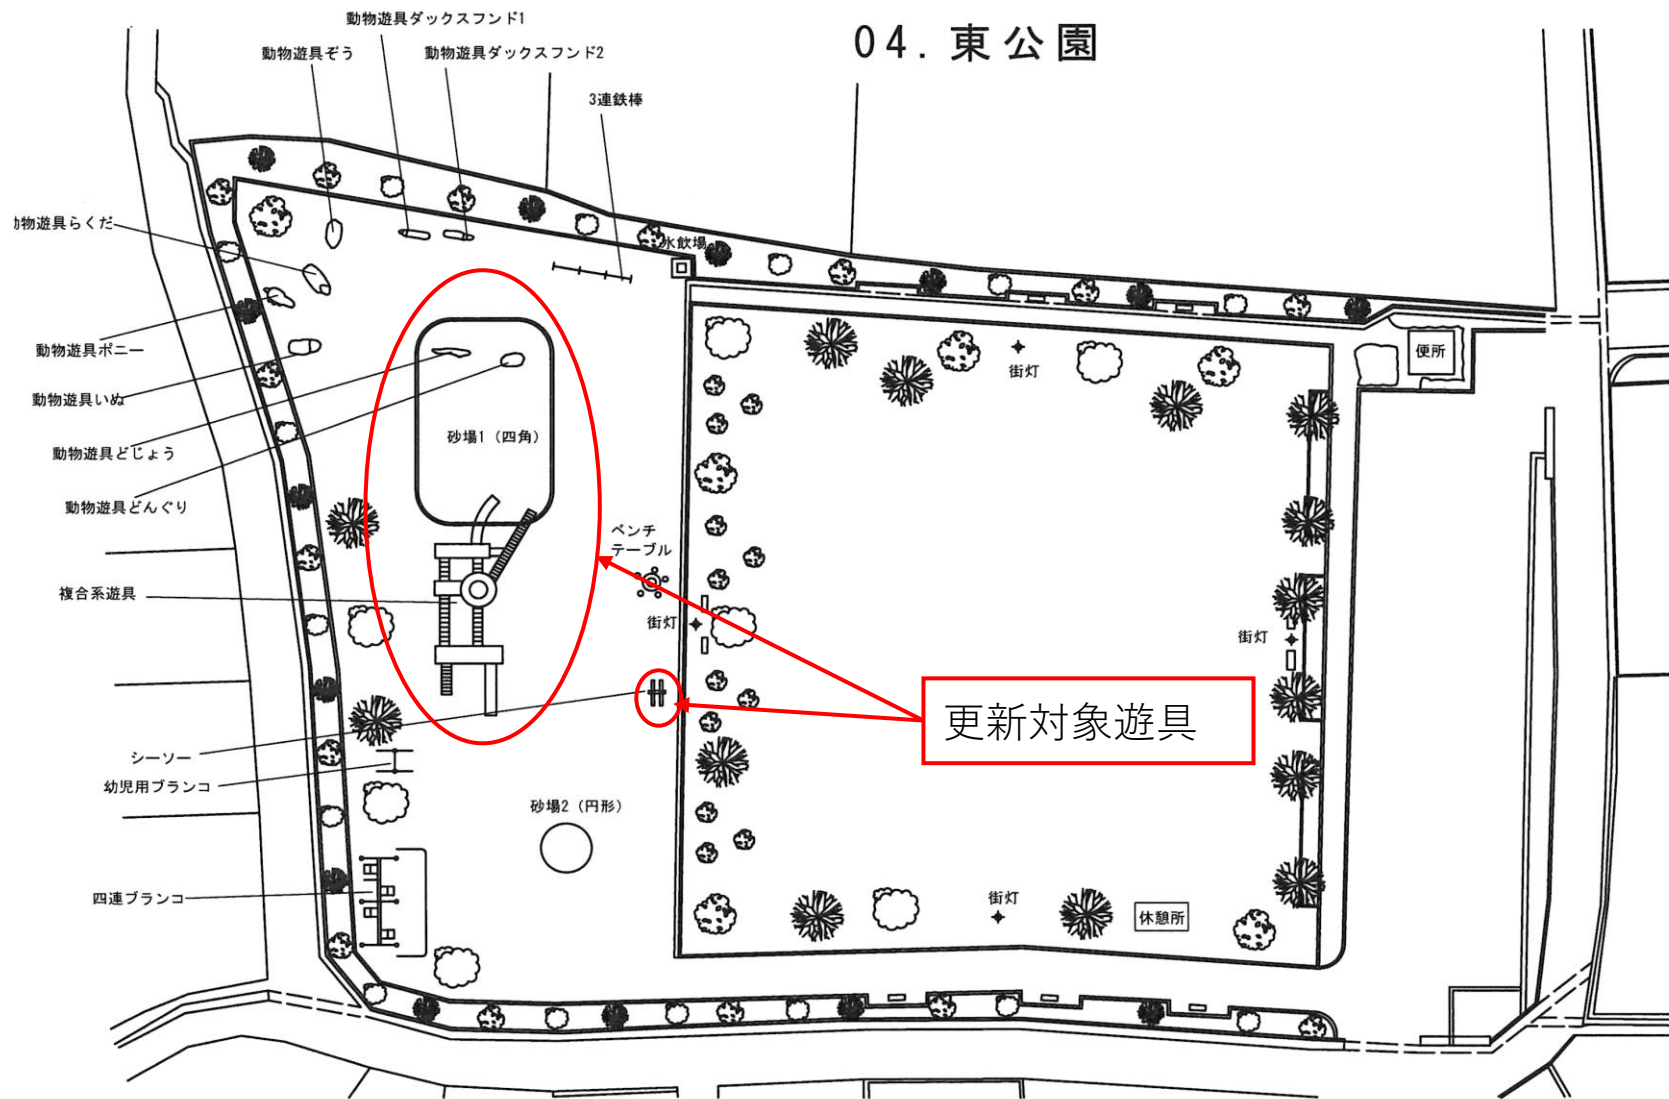 動物遊具ダックスフンド1
04. 東公園
動物遊具ぞう
動物遊具ダックスフンド2
3連鉄棒
動物遊具らくだ
水飲場
動物遊具ポニー
便所
街灯
動物遊具いぬ
砂場1（四角）
動物遊具どじょう
動物遊具どんぐり
ベンチ
テーブル
複合系遊具
街灯
街灯
更新対象遊具
シーソー
幼児用ブランコ
砂場2（円形）
四連ブランコ
街灯
休憩所